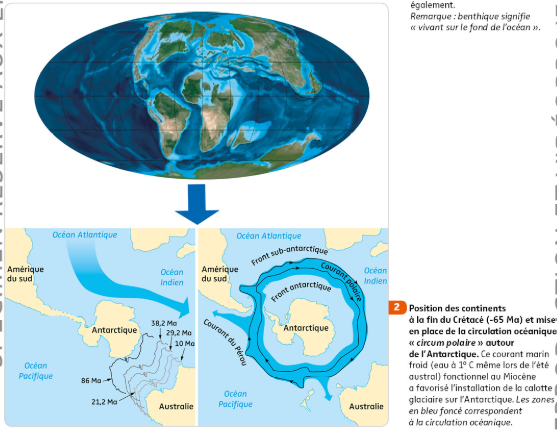 également.
Remarque : benthique signifie
« vivant sur le fond de l'océan ».
Océan Atlantique
Amérique
du sud
Océan
Indien
Antarctique
38,2 Ma
29,2 Ma
10 Ma
Océan
Pacifique
86 Ma
21,2 Ma
Australie
Océan Atlantique
Front sub-antarctique
Amérique
du sud
Courant polaire
Océan
Indien
Front antarctique
Antarctique
Courant du Pérou
Océan
Pacifique
Australie
2 Position des continents
à la fin du Crétacé (-65 Ma) et mise
en place de la circulation océanique
« circum polaire » autour
de l'Antarctique. Ce courant marin
froid (eau à 1° C même lors de l'été
austral) fonctionnel au Miocène
a favorisé l'installation de la calotte
glaciaire sur l'Antarctique. Les zones
en bleu foncé correspondent
à la circulation océanique.